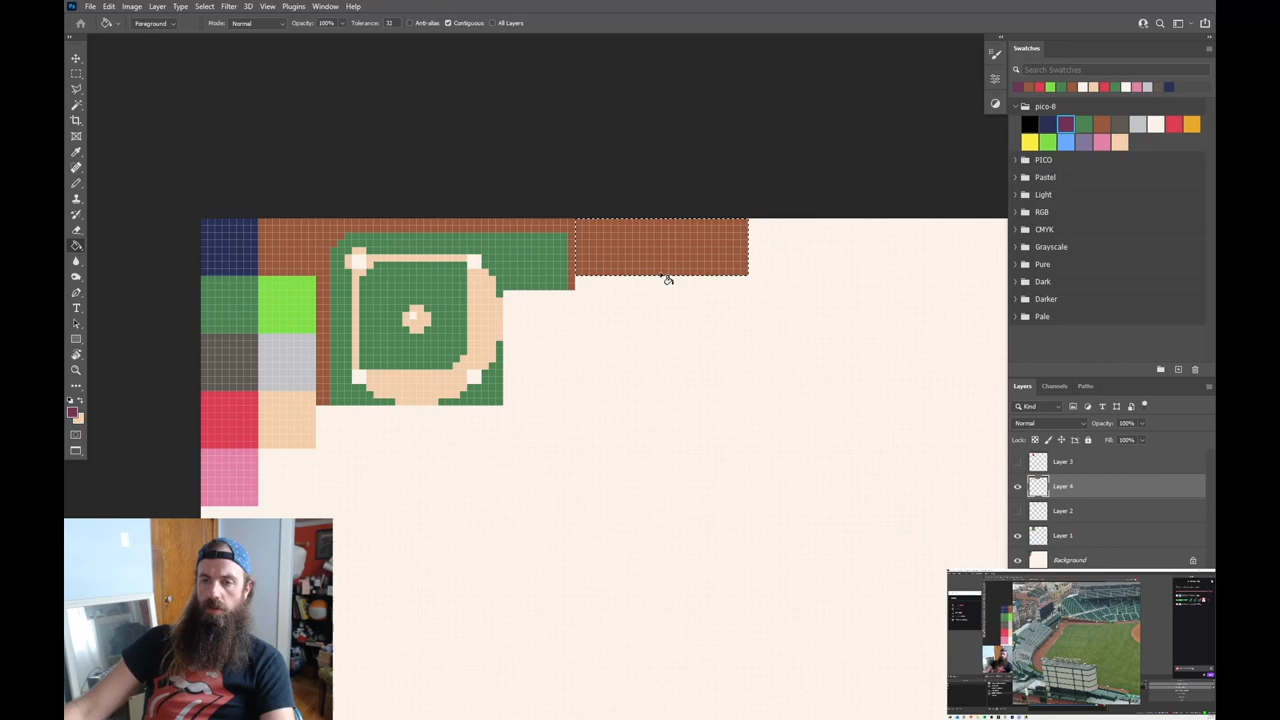 Ps File Edit Image Layer Type Select Filter 3D View Plugins Window Help
Foreground Mode: Normal Opacity: 100% Tolerance: 32 Anti-alias Contiguous All Layers
Swatches
Search Swatches
pico-8
PICO
Pastel
Light
RGB
CMYK
Grayscale
Pure
Dark
Darker
Pale
Layers Channels Paths
Kind
Normal Opacity: 100%
Lock: Fill: 100%
Layer 3
Layer 4
Layer 2
Layer 1
Background